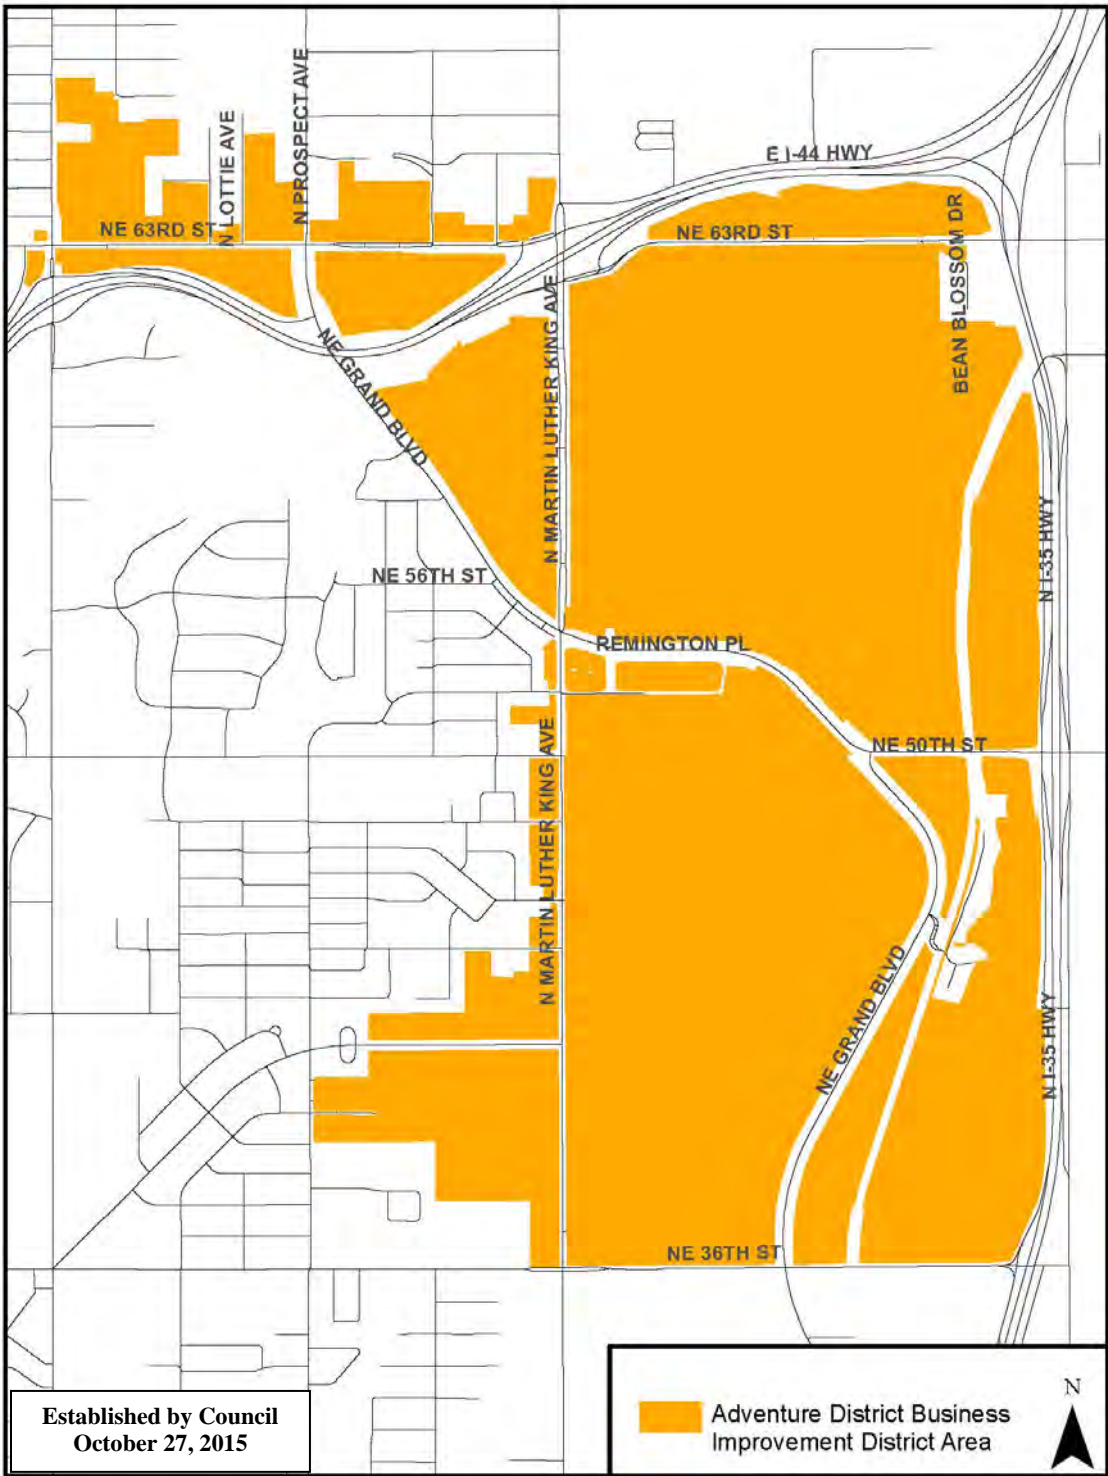 N PROSPECT AVE
N LOTTIE AVE
E I-44 HWY
NE 63RD ST
NE 63RD ST
BEAN BLOSSOM DR
N MARTIN LUTHER KING AVE
NE GRAND BLVD
N I-35 HWY
NE 56TH ST
REMINGTON PL
N MARTIN LUTHER KING AVE
NE 50TH ST
NE GRAND BLVD
N I-35 HWY
NE 36TH ST
Established by Council
October 27, 2015
Adventure District Business
Improvement District Area
N